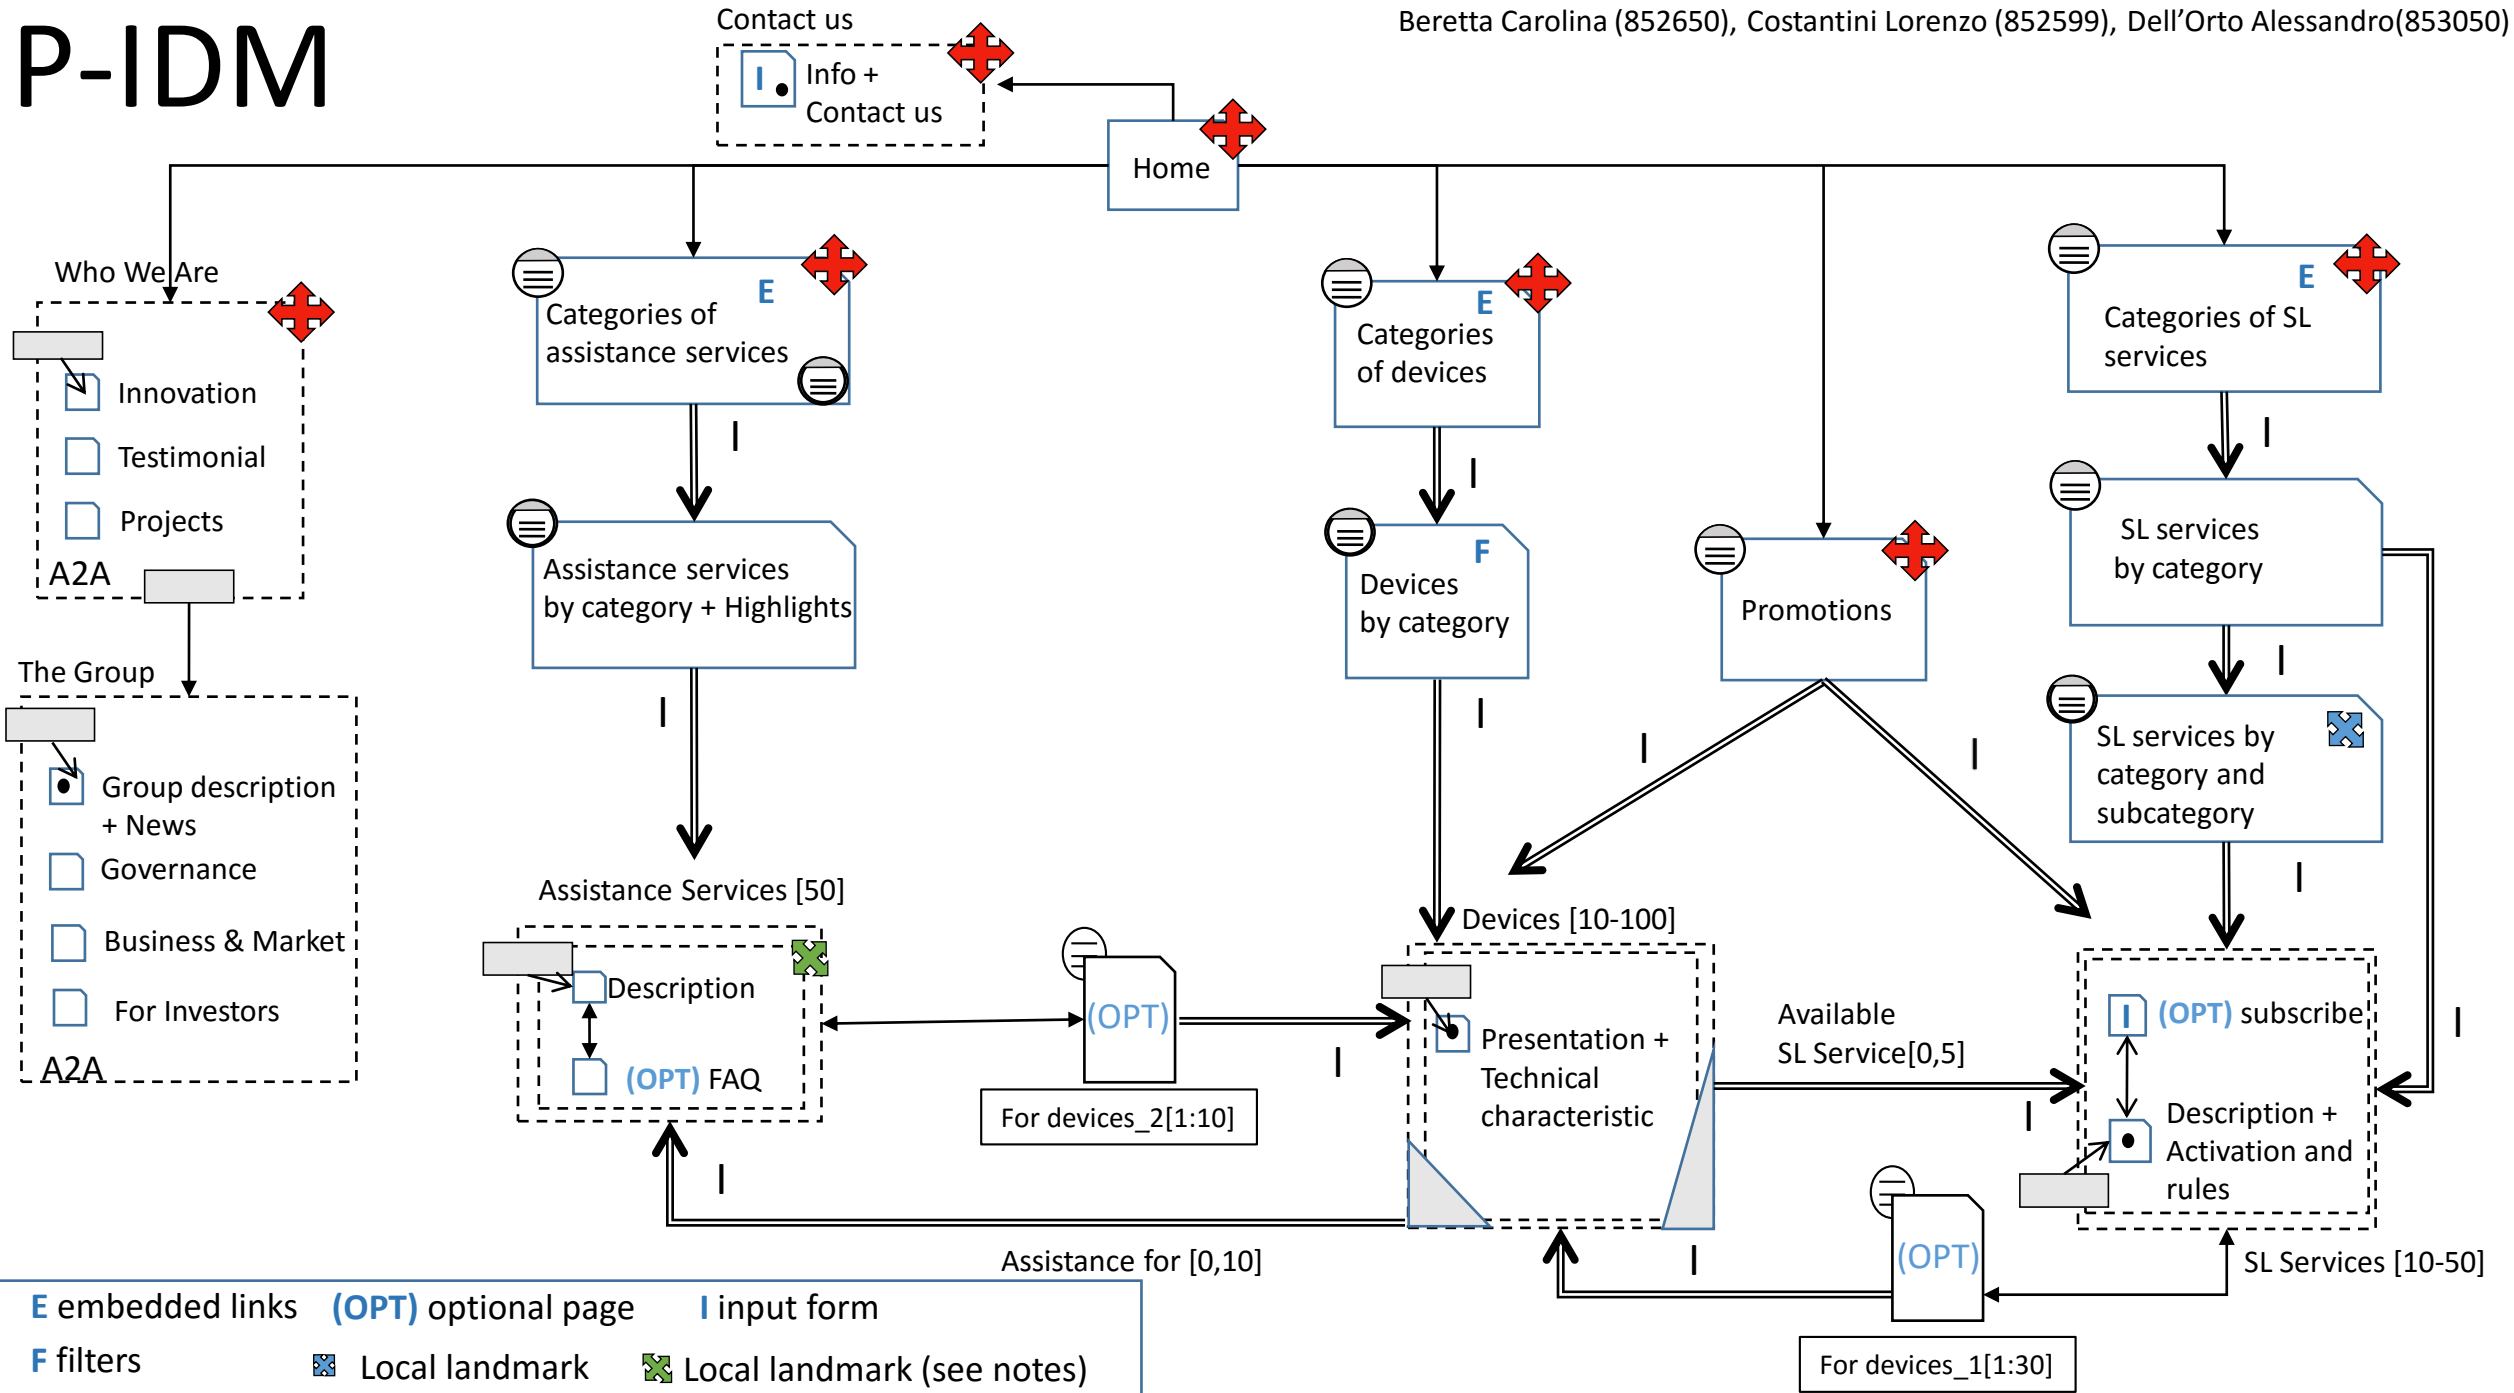 P-IDM
Contact us
Beretta Carolina (852650), Costantini Lorenzo (852599), Dell'Orto Alessandro(853050)
I
Info +
Contact us
Home
Who We Are
Innovation
Testimonial
Projects
A2A
The Group
Group description
+ News
Governance
Business & Market
For Investors
A2A
E
Categories of
assistance services
I
Assistance services
by category + Highlights
I
Assistance Services [50]
Description
(OPT) FAQ
(OPT)
I
For devices_2[1:10]
I
Assistance for [0,10]
E
Categories
of devices
I
F
Devices
by category
I
Promotions
I
I
Devices [10-100]
Presentation +
Technical
characteristic
Available
SL Service[0,5]
I
E
Categories of SL
services
I
SL services
by category
I
SL services by
category and
subcategory
I
I
I (OPT) subscribe
Description +
Activation and
rules
SL Services [10-50]
(OPT)
I
For devices_1[1:30]
E embedded links
(OPT) optional page
I input form
F filters
Local landmark
Local landmark (see notes)